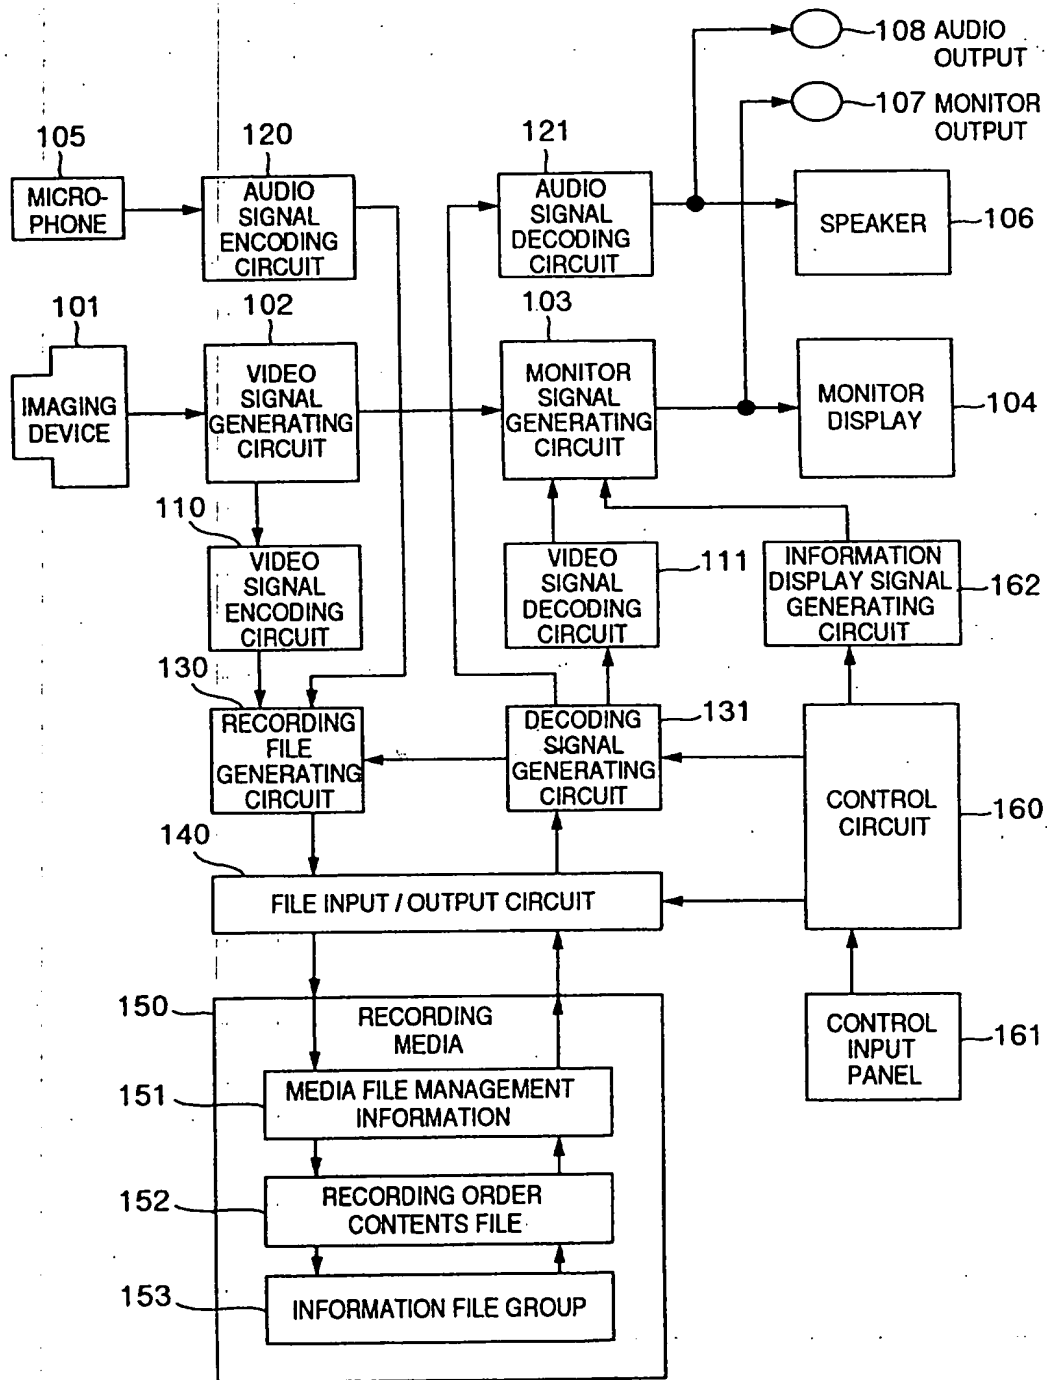 108 AUDIO
OUTPUT
107 MONITOR
OUTPUT
105
120
121
MICRO-
PHONE
AUDIO
SIGNAL
ENCODING
CIRCUIT
AUDIO
SIGNAL
DECODING
CIRCUIT
SPEAKER
106
101
102
103
IMAGING
DEVICE
VIDEO
SIGNAL
GENERATING
CIRCUIT
MONITOR
SIGNAL
GENERATING
CIRCUIT
MONITOR
DISPLAY
104
110
VIDEO
SIGNAL
ENCODING
CIRCUIT
VIDEO
SIGNAL
DECODING
CIRCUIT
111
INFORMATION
DISPLAY SIGNAL
GENERATING
CIRCUIT
162
130
RECORDING
FILE
GENERATING
CIRCUIT
DECODING
SIGNAL
GENERATING
CIRCUIT
131
CONTROL
CIRCUIT
160
140
FILE INPUT / OUTPUT CIRCUIT
150
RECORDING
MEDIA
CONTROL
INPUT
PANEL
161
151
MEDIA FILE MANAGEMENT
INFORMATION
152
RECORDING ORDER
CONTENTS FILE
153
INFORMATION FILE GROUP